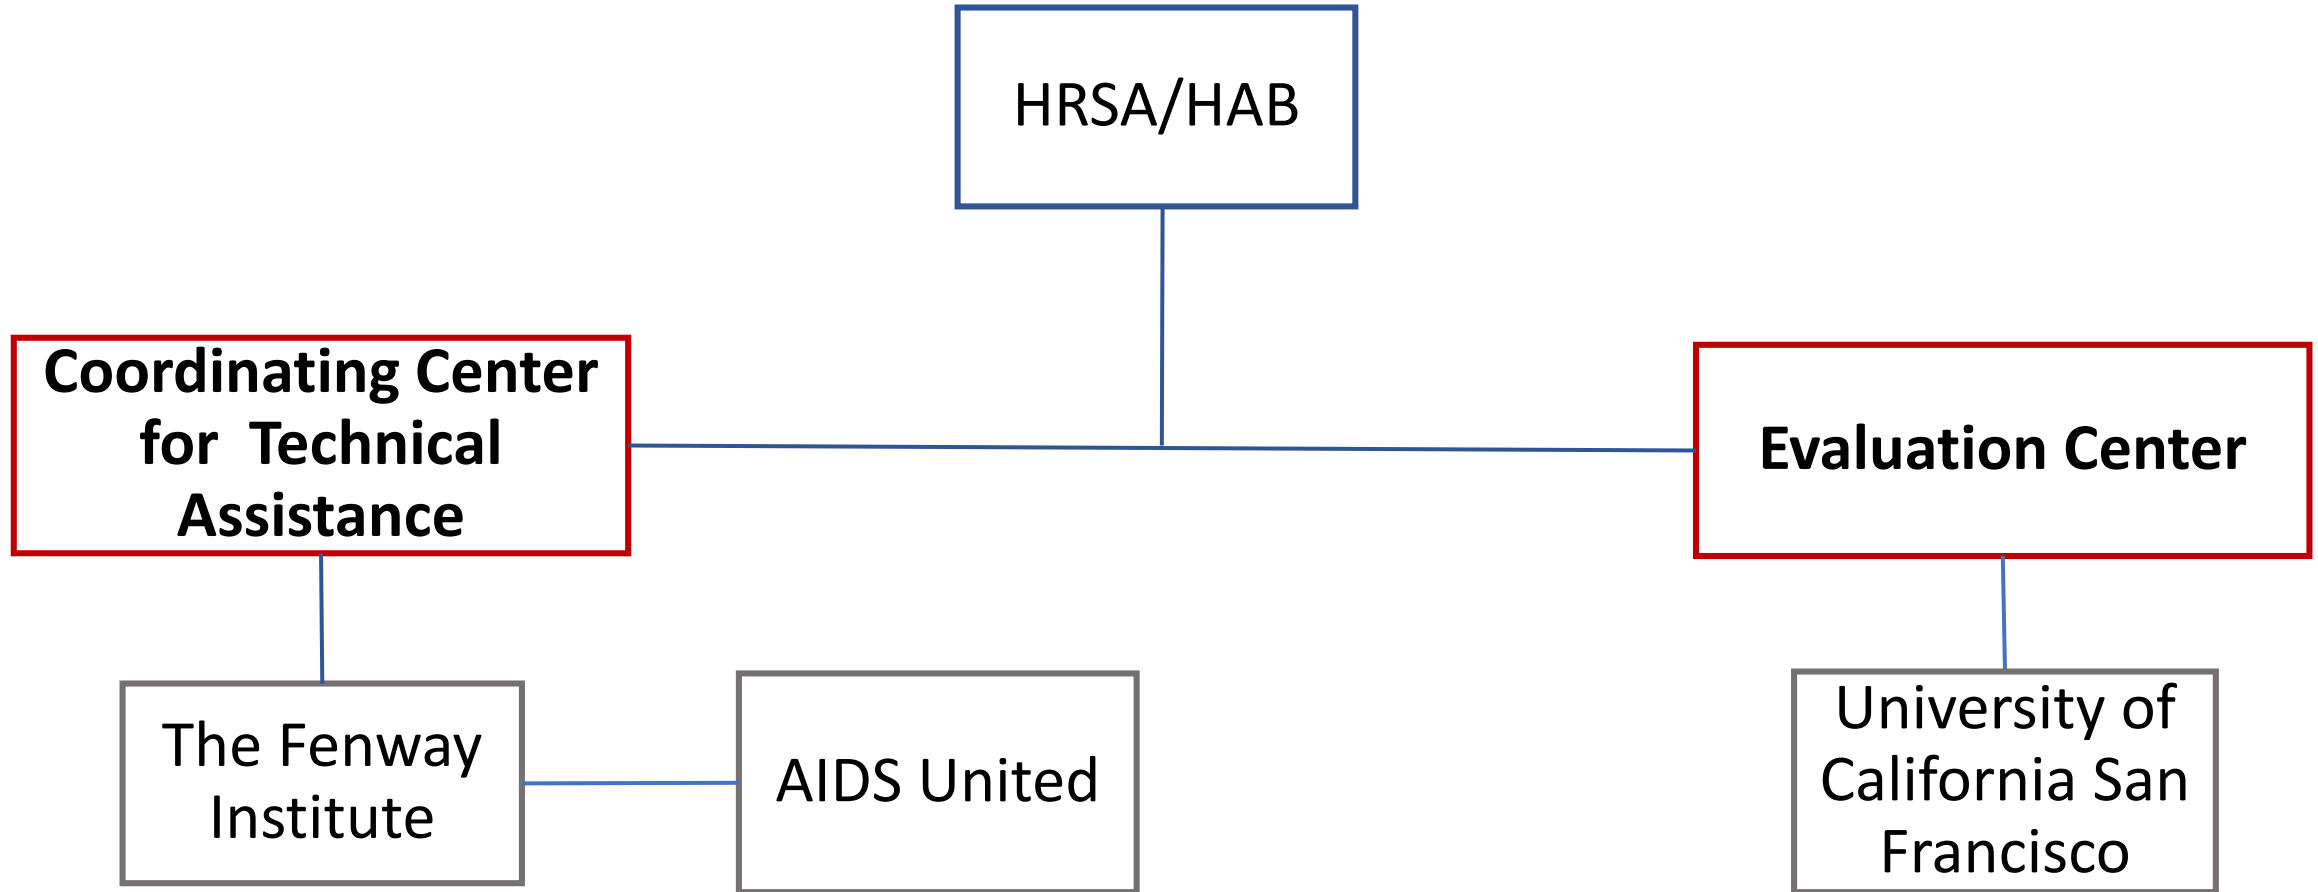 HRSA/HAB
Coordinating Center
for Technical
Assistance
Evaluation Center
The Fenway
Institute
AIDS United
University of
California San
Francisco